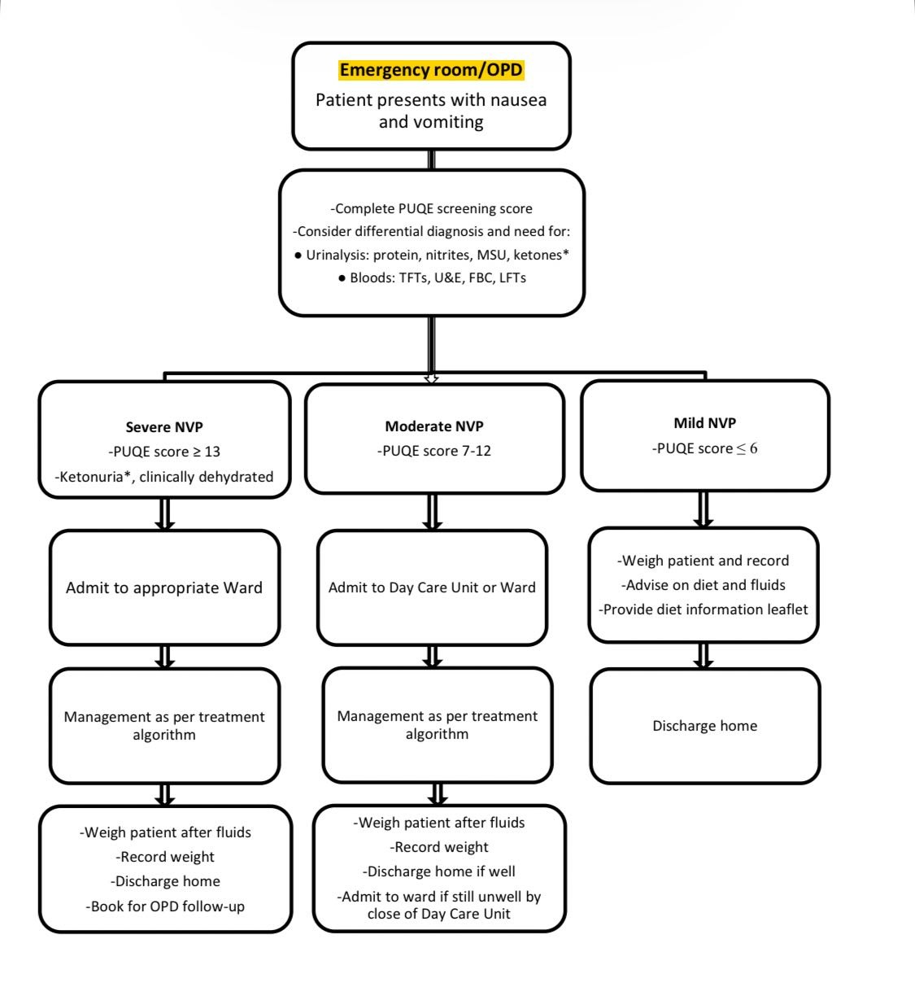 Emergency room/OPD
Patient presents with nausea
and vomiting
-Complete PUQE screening score
-Consider differential diagnosis and need for:
● Urinalysis: protein, nitrites, MSU, ketones*
● Bloods: TFTs, U&E, FBC, LFTs
Severe NVP
-PUQE score ≥ 13
-Ketonuria*, clinically dehydrated
Moderate NVP
-PUQE score 7-12
Mild NVP
-PUQE score ≤ 6
Admit to appropriate Ward
Admit to Day Care Unit or Ward
-Weigh patient and record
-Advise on diet and fluids
-Provide diet information leaflet
Management as per treatment
algorithm
Management as per treatment
algorithm
Discharge home
-Weigh patient after fluids
-Record weight
-Discharge home
-Book for OPD follow-up
-Weigh patient after fluids
-Record weight
-Discharge home if well
-Admit to ward if still unwell by
close of Day Care Unit